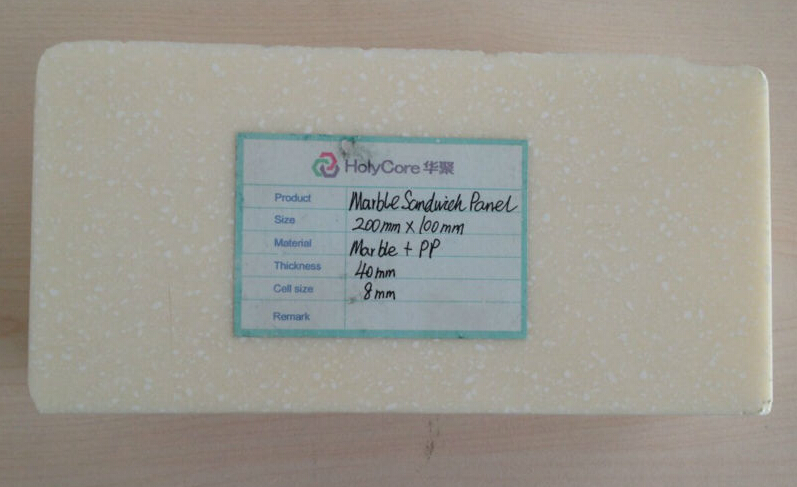 HolyCore 华聚
Product Marble Sandwich Panel
Size 200mm X 100mm
Material Marble + PP
Thickness 40mm
Cell size 8mm
Remark